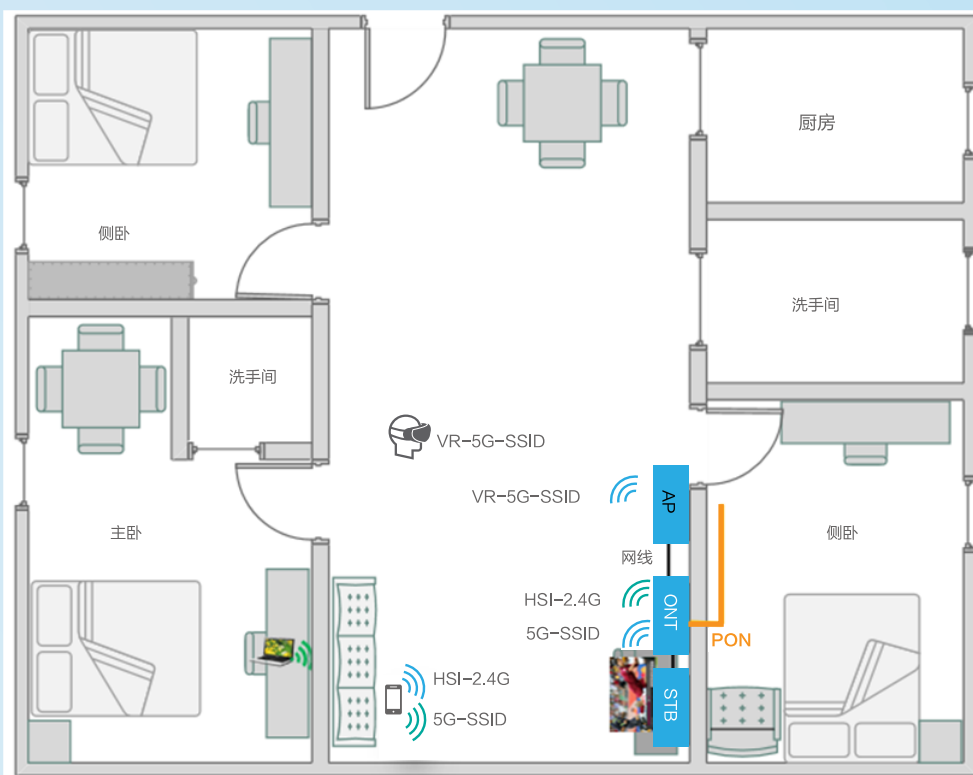 厨房
侧卧
洗手间
洗手间
VR-5G-SSID
VR-5G-SSID
AP
主卧
侧卧
网线
HSI-2.4G
ONT
5G-SSID
PON
HSI-2.4G
STB
5G-SSID